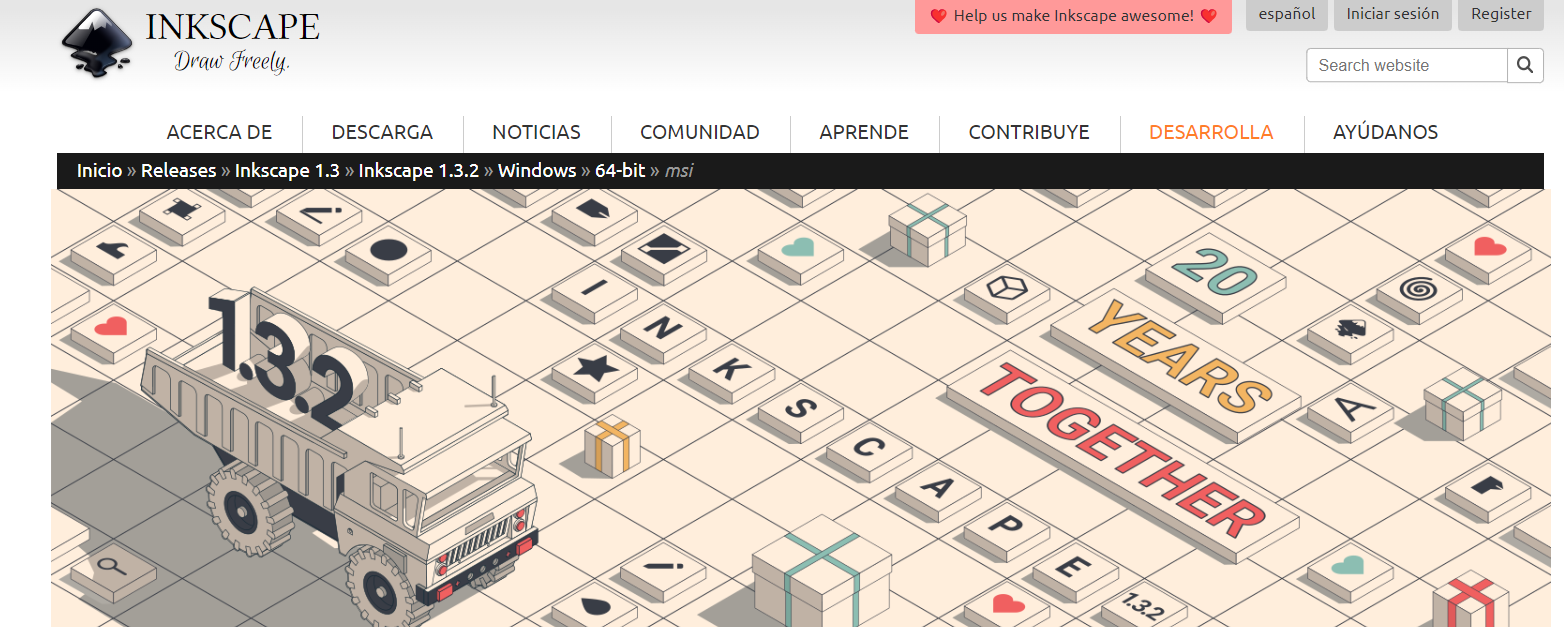 INKSCAPE
Draw Freely.
Help us make Inkscape awesome!
español
Iniciar sesión
Register
Search website
ACERCA DE
DESCARGA
NOTICIAS
COMUNIDAD
APRENDE
CONTRIBUYE
DESARROLLA
AYÚDANOS
Inicio » Releases » Inkscape 1.3 » Inkscape 1.3.2 » Windows » 64-bit » msi
1.3.2
INKSCAPE
1.3.2
20
YEARS
TOGETHER
A